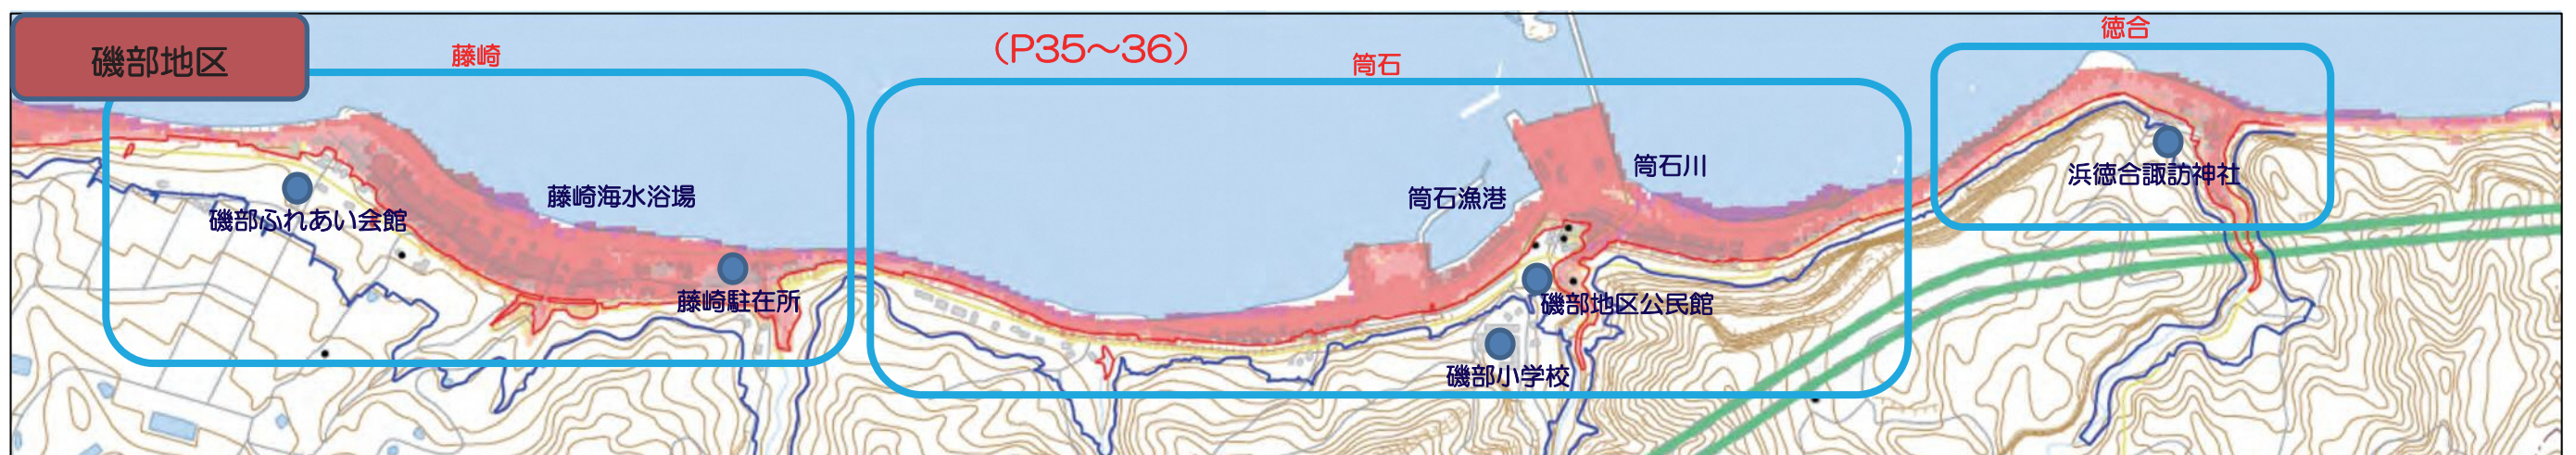 磯部地区
藤崎
(P35～36)
筒石
徳合
磯部ふれあい会館
藤崎海水浴場
藤崎駐在所
筒石漁港
筒石川
磯部地区公民館
磯部小学校
浜徳合諏訪神社